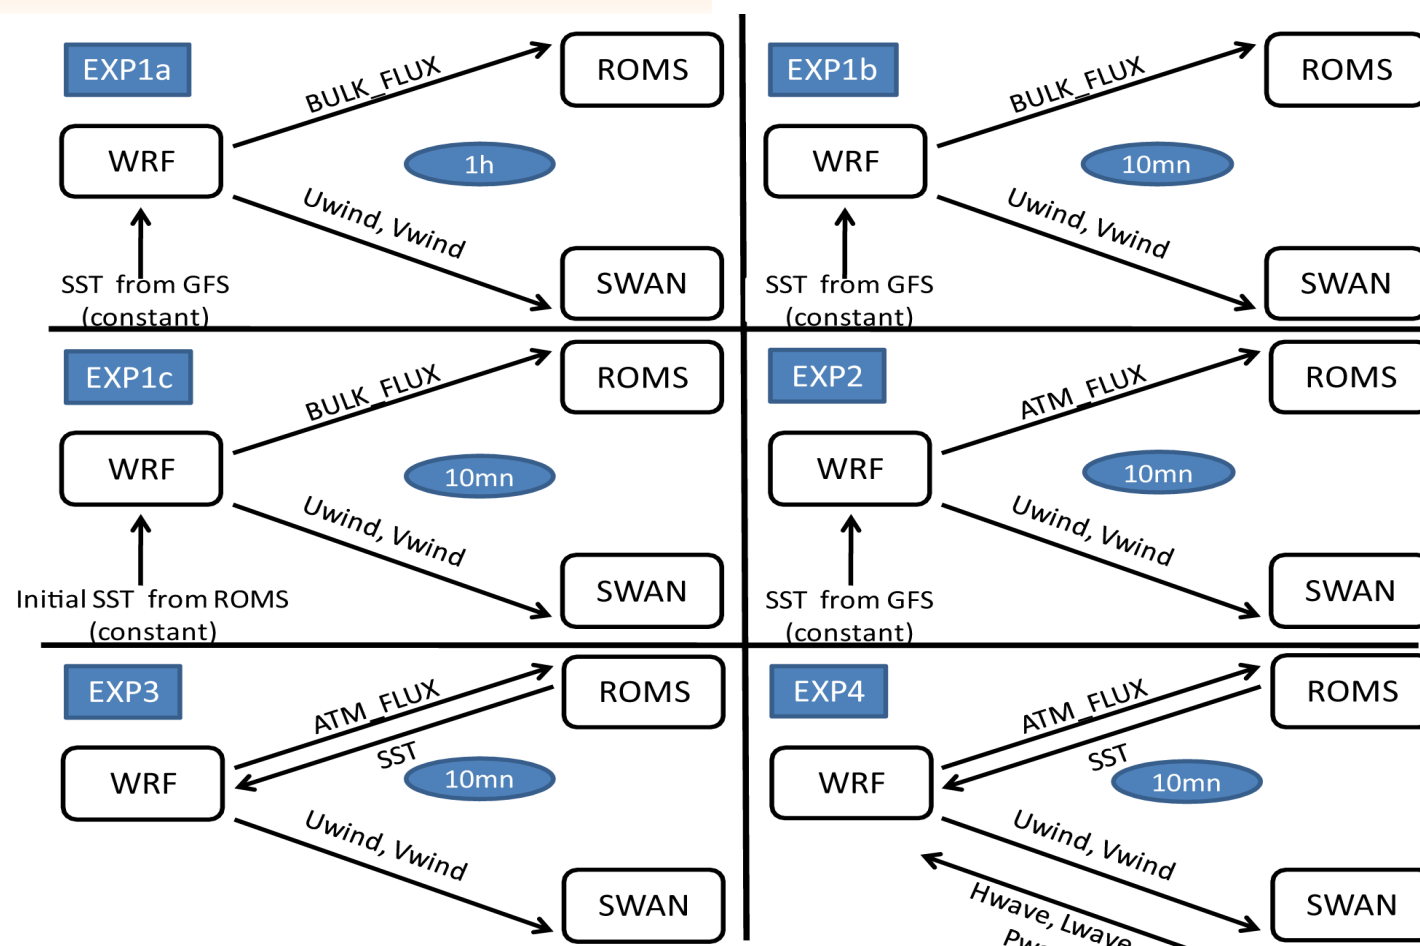 EXP1a
BULK_FLUX
ROMS
WRF
1h
Uwind, Vwind
SST from GFS
(constant)
SWAN
EXP1b
BULK_FLUX
ROMS
WRF
10mn
Uwind, Vwind
SST from GFS
(constant)
SWAN
EXP1c
BULK_FLUX
ROMS
WRF
10mn
Uwind, Vwind
Initial SST from ROMS
(constant)
SWAN
EXP2
ATM_FLUX
ROMS
WRF
10mn
Uwind, Vwind
SST from GFS
(constant)
SWAN
EXP3
ATM_FLUX
ROMS
SST
WRF
10mn
Uwind, Vwind
SWAN
EXP4
ATM_FLUX
ROMS
SST
WRF
10mn
Uwind, Vwind
SWAN
Hwave, Lwave